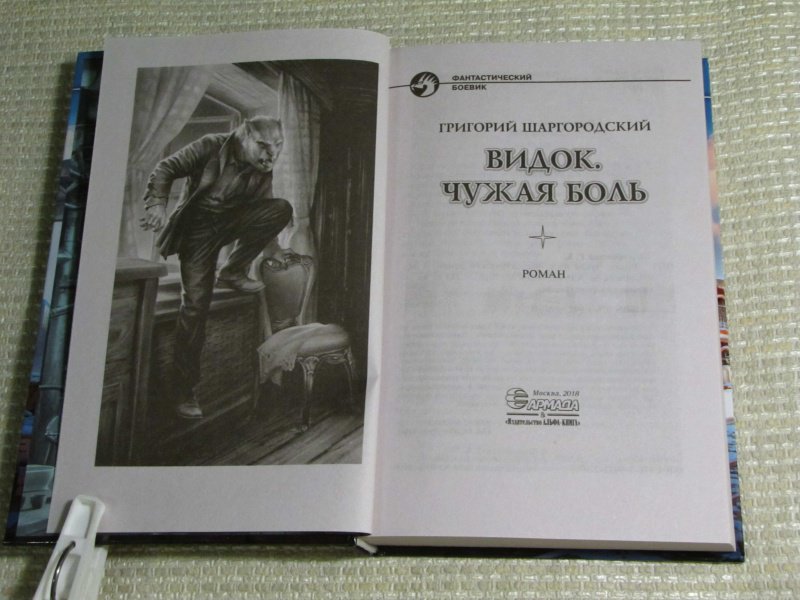 ФАНТАСТИЧЕСКИЙ
БОЕВИК
ГРИГОРИЙ ШАРГОРОДСКИЙ
ВИДОК.
ЧУЖАЯ БОЛЬ
РОМАН
Москва, 2018
АРМАДА
&
«Издательство АЛЬФА-КНИГА»